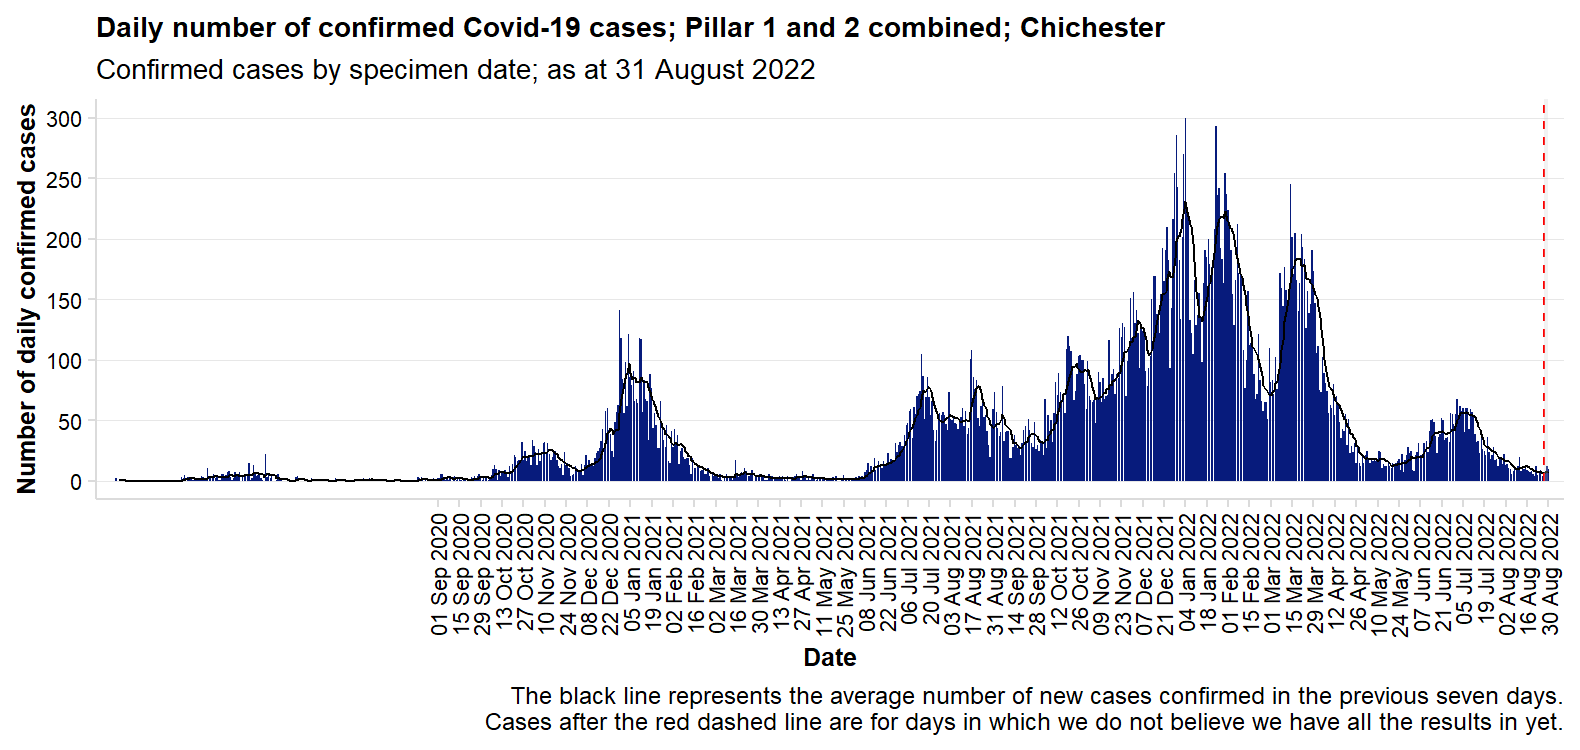 Daily number of confirmed Covid-19 cases; Pillar 1 and 2 combined; Chichester
Confirmed cases by specimen date; as at 31 August 2022
Number of daily confirmed cases
300
250
200
150
100
50
0
01 Sep 2020
15 Sep 2020
29 Sep 2020
13 Oct 2020
27 Oct 2020
10 Nov 2020
24 Nov 2020
08 Dec 2020
22 Dec 2020
05 Jan 2021
19 Jan 2021
02 Feb 2021
16 Feb 2021
02 Mar 2021
16 Mar 2021
30 Mar 2021
13 Apr 2021
27 Apr 2021
11 May 2021
25 May 2021
08 Jun 2021
22 Jun 2021
06 Jul 2021
20 Jul 2021
03 Aug 2021
17 Aug 2021
31 Aug 2021
14 Sep 2021
28 Sep 2021
12 Oct 2021
26 Oct 2021
09 Nov 2021
23 Nov 2021
07 Dec 2021
21 Dec 2021
04 Jan 2022
18 Jan 2022
01 Feb 2022
15 Feb 2022
01 Mar 2022
15 Mar 2022
29 Mar 2022
12 Apr 2022
26 Apr 2022
10 May 2022
24 May 2022
07 Jun 2022
21 Jun 2022
05 Jul 2022
19 Jul 2022
02 Aug 2022
16 Aug 2022
30 Aug 2022
Date
The black line represents the average number of new cases confirmed in the previous seven days.
Cases after the red dashed line are for days in which we do not believe we have all the results in yet.